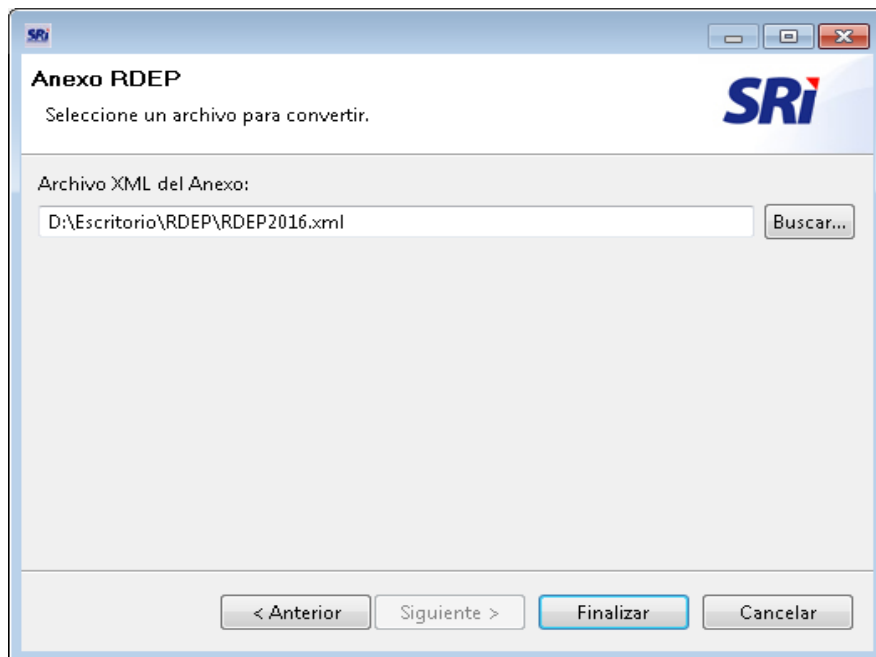 SRi
Anexo RDEP
Seleccione un archivo para convertir.
SRi
Archivo XML del Anexo:
D:\Escritorio\RDEP\RDEP2016.xml
Buscar...
< Anterior
Siguiente >
Finalizar
Cancelar